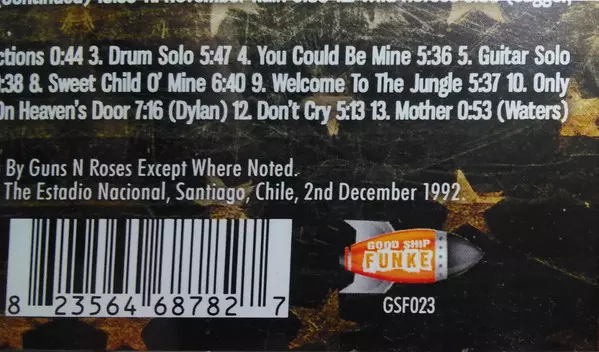 ctions 0:44 3. Drum Solo 5:47 4. You Could Be Mine 5:36 5. Guitar Solo
:38 8. Sweet Child O' Mine 6:40 9. Welcome To The Jungle 5:37 10. Only
On Heaven's Door 7:16 (Dylan) 12. Don't Cry 5:13 13. Mother 0:53 (Waters)
By Guns N Roses Except Where Noted.
The Estadio Nacional, Santiago, Chile, 2nd December 1992.
GOOD SHIP
FUNKE
8 23564 68782 7
GSF023